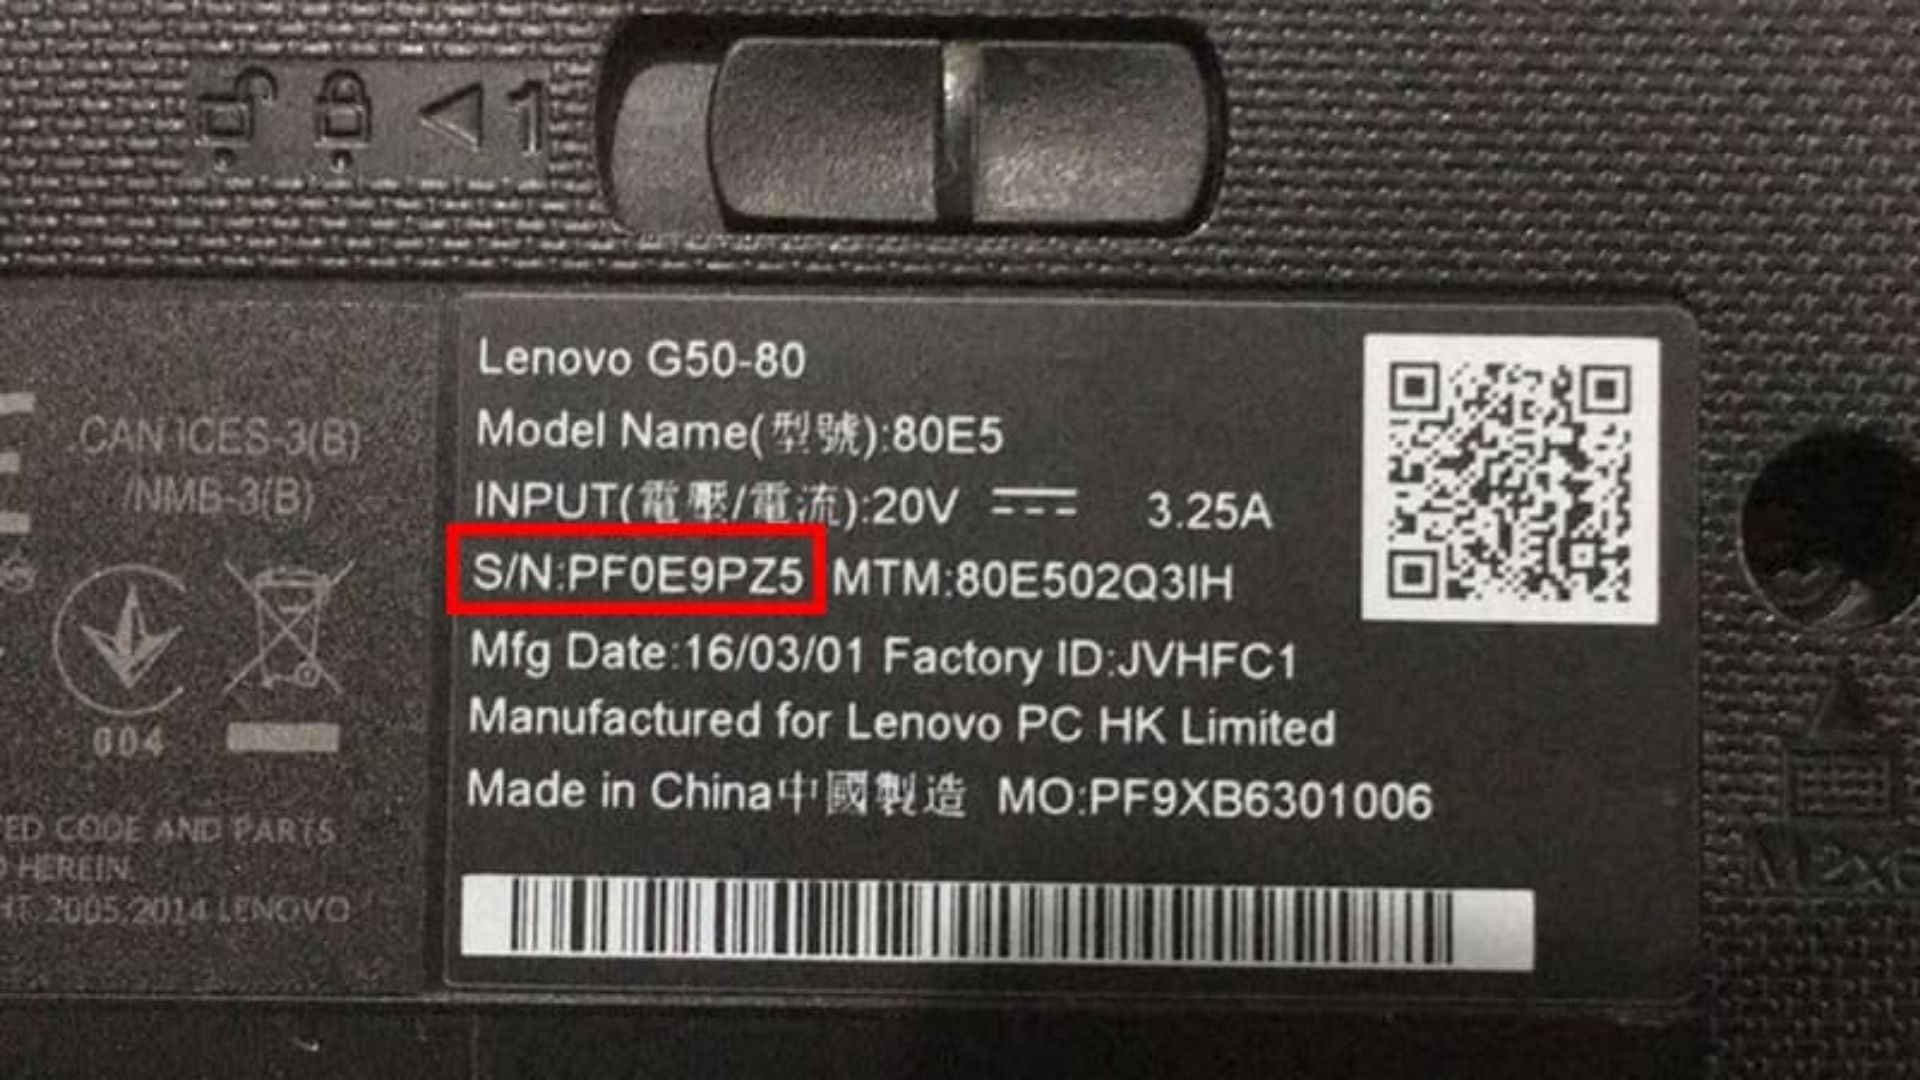 1
Lenovo G50-80
Model Name(型號):80E5
INPUT(電壓/電流):20V ⎓ 3.25A
S/N:PF0E9PZ5 MTM:80E502Q3IH
Mfg Date:16/03/01 Factory ID:JVHFC1
Manufactured for Lenovo PC HK Limited
Made in China中國製造 MO:PF9XB6301006
CAN ICES-3(B)
/NMB-3(B)
004
CODE AND PARTS
HEREIN
2005,2014 LENOVO